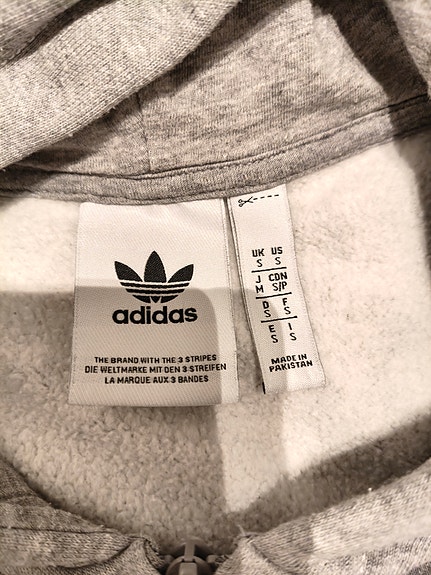 adidas
THE BRAND WITH THE 3 STRIPES
DIE WELTMARKE MIT DEN 3 STREIFEN
LA MARQUE AUX 3 BANDES
UK US
S S
J CDN
M S/P
D F
S S
E I
S S
MADE IN
PAKISTAN